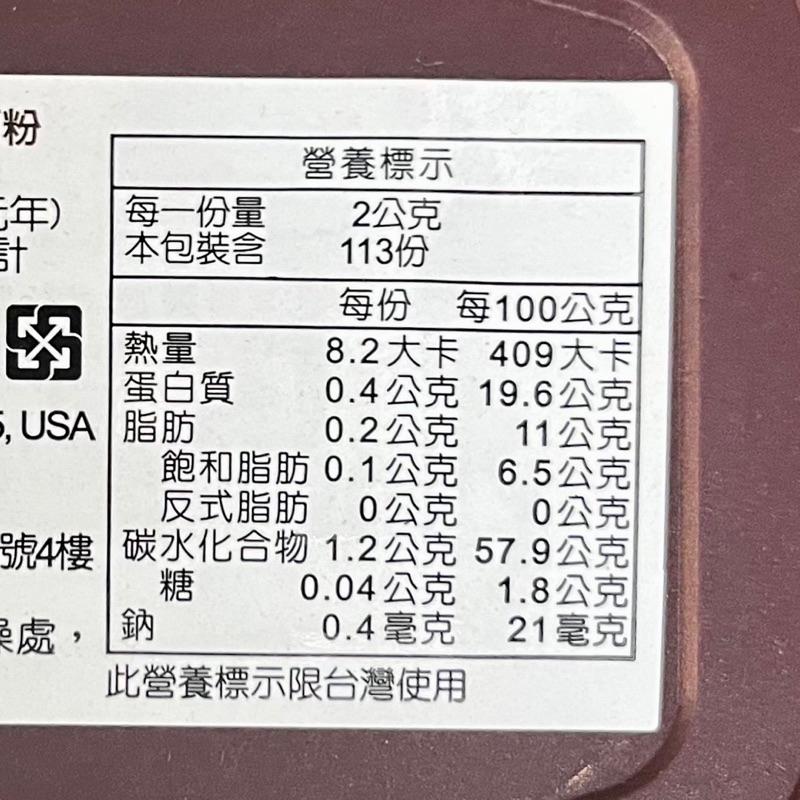 粉
營養標示
年)
每一份量 2公克
計
本包裝含 113份
每份 每100公克
熱量 8.2大卡 409大卡
蛋白質 0.4公克 19.6公克
, USA
脂肪 0.2公克 11公克
飽和脂肪 0.1公克 6.5公克
反式脂肪 0公克 0公克
號4樓
碳水化合物 1.2公克 57.9公克
糖 0.04公克 1.8公克
處，
鈉 0.4毫克 21毫克
此營養標示限台灣使用